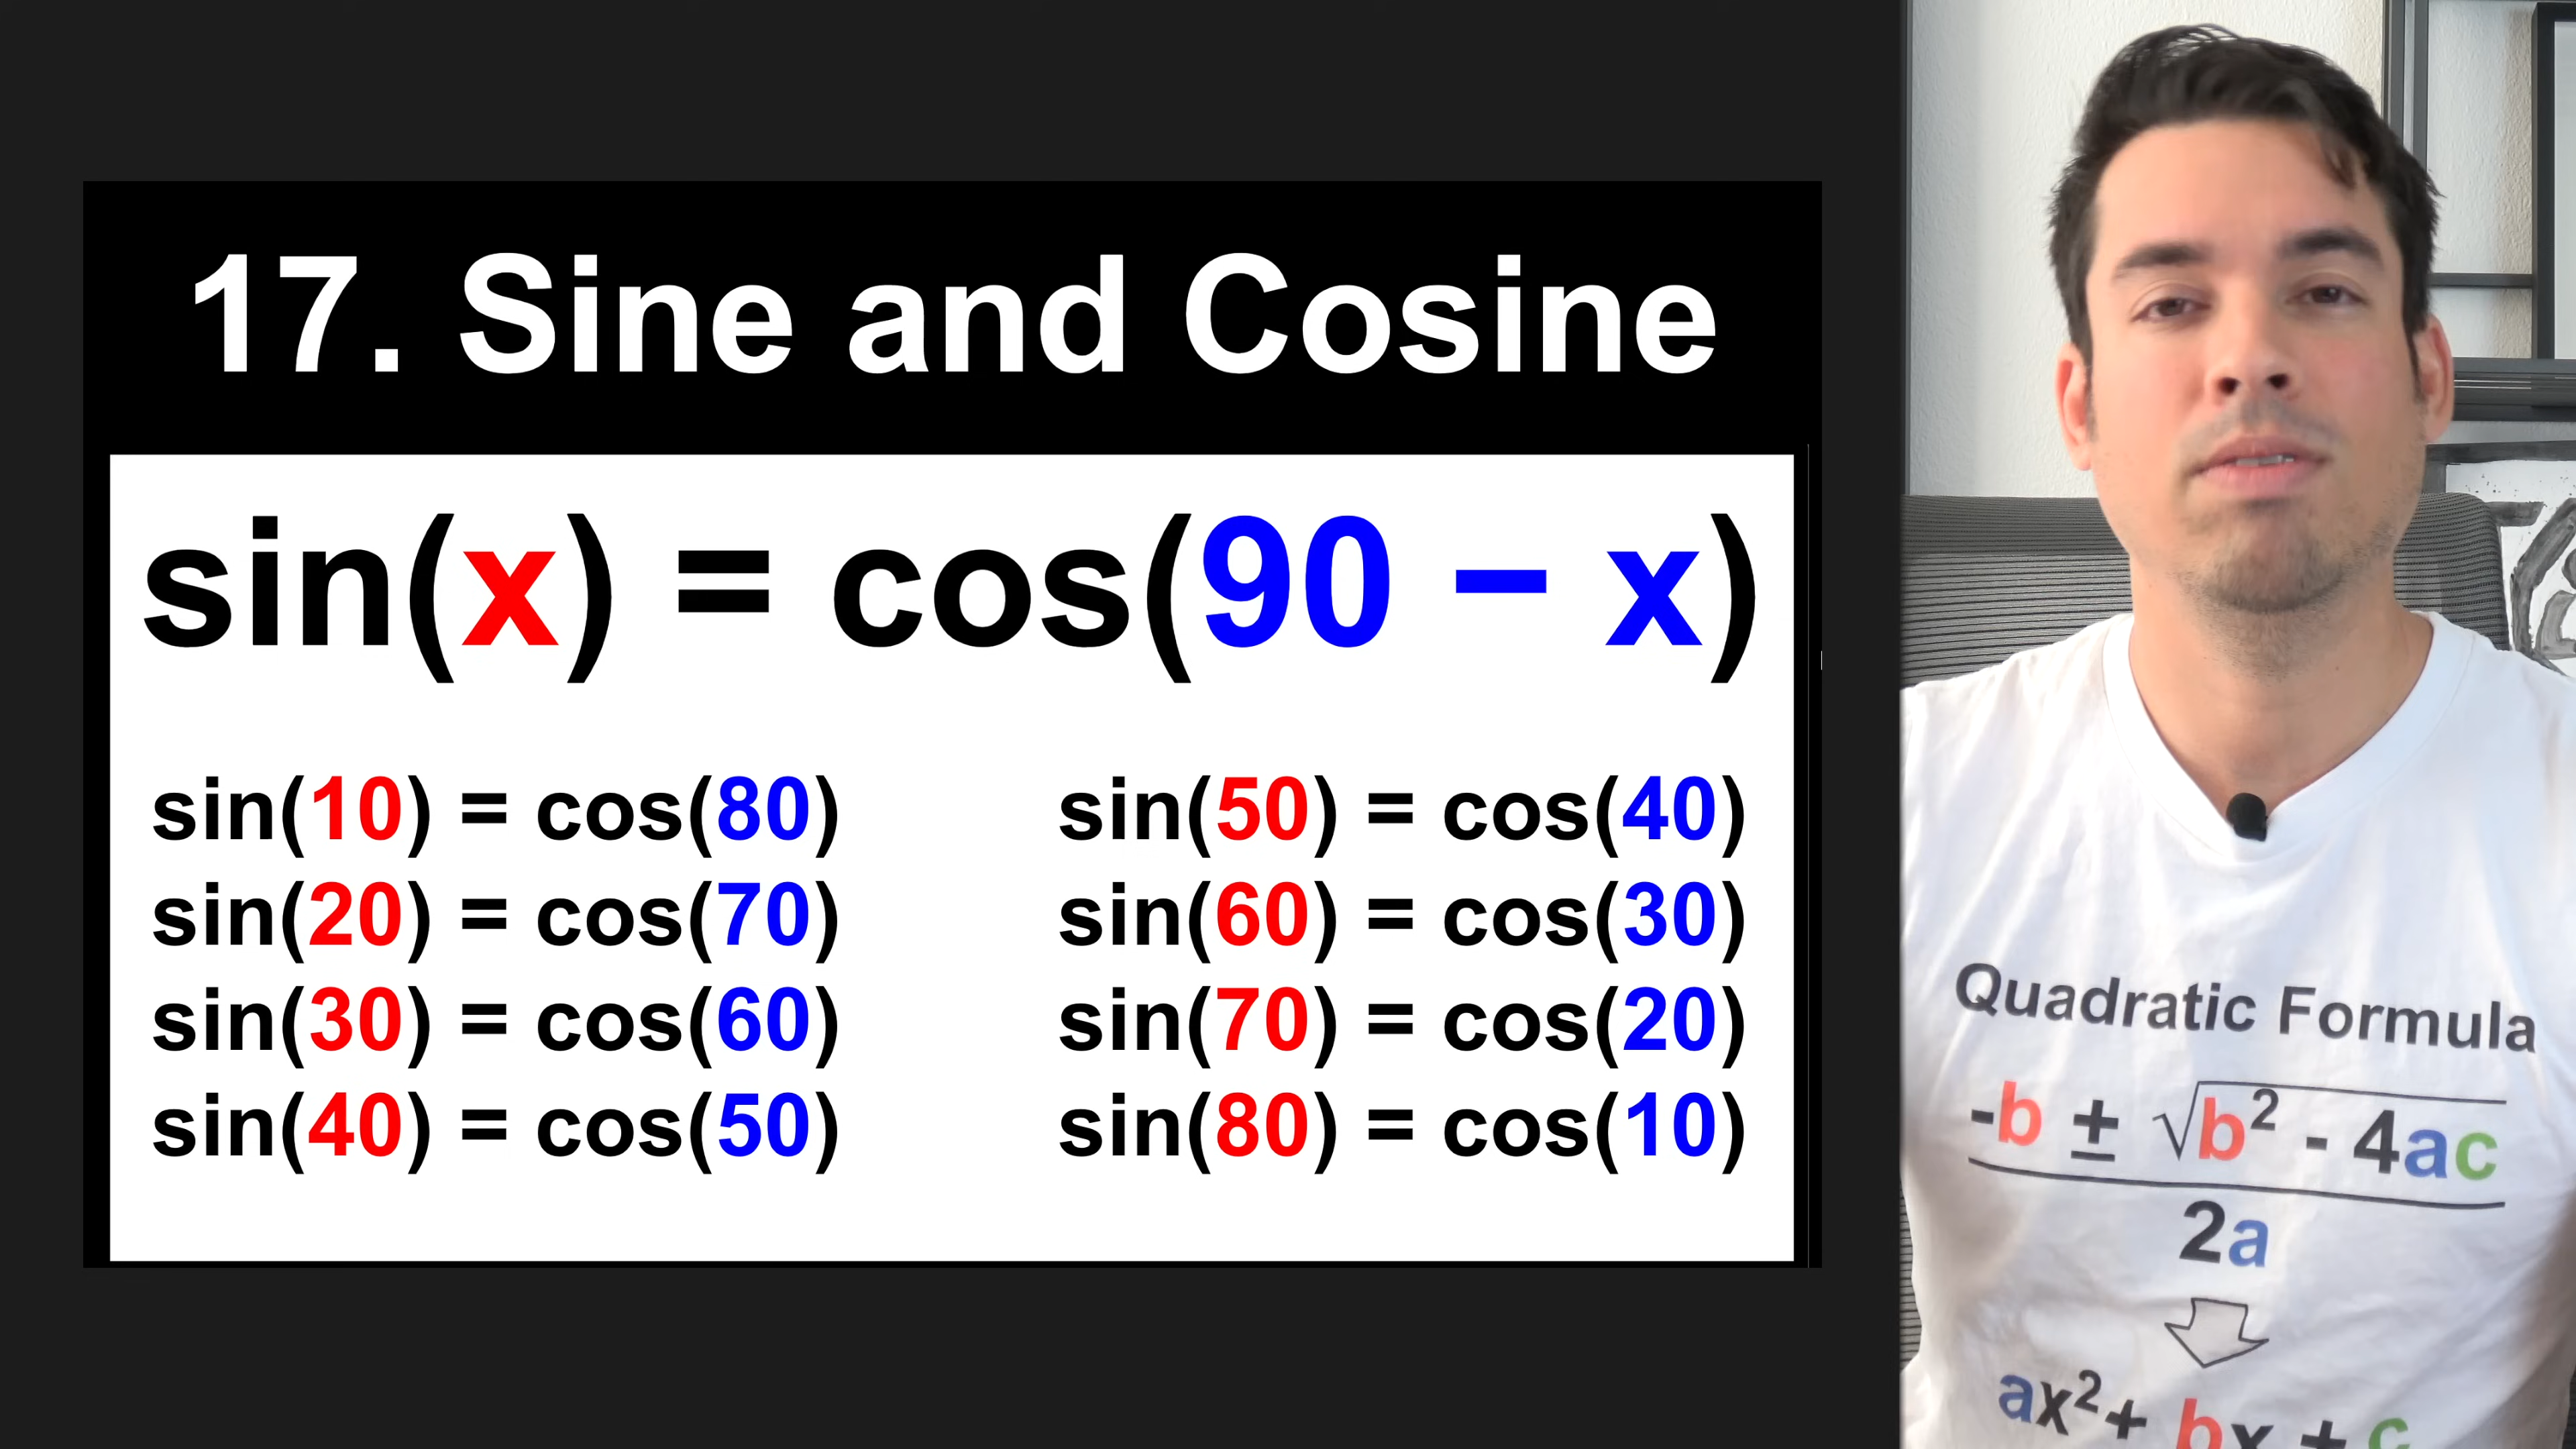 17. Sine and Cosine
sin(x) = cos(90 − x)
sin(10) = cos(80)
sin(20) = cos(70)
sin(30) = cos(60)
sin(40) = cos(50)
sin(50) = cos(40)
sin(60) = cos(30)
sin(70) = cos(20)
sin(80) = cos(10)
Quadratic Formula
-b ± √b² - 4ac
2a
ax²+ bx + c